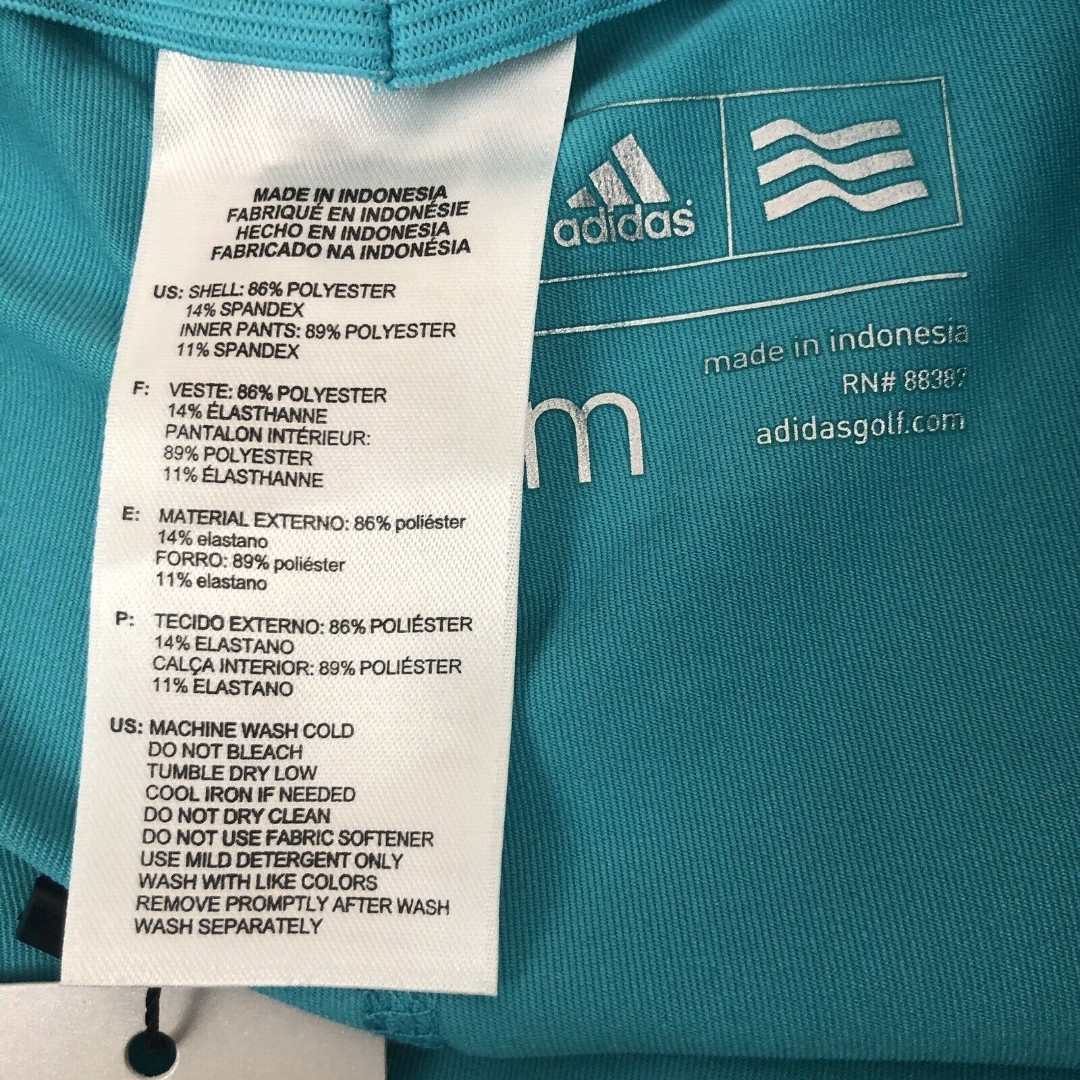 MADE IN INDONESIA
FABRIQUÉ EN INDONÉSIE
HECHO EN INDONESIA
FABRICADO NA INDONÉSIA
US: SHELL: 86% POLYESTER
14% SPANDEX
INNER PANTS: 89% POLYESTER
11% SPANDEX
F: VESTE: 86% POLYESTER
14% ÉLASTHANNE
PANTALON INTÉRIEUR:
89% POLYESTER
11% ÉLASTHANNE
E: MATERIAL EXTERNO: 86% poliéster
14% elastano
FORRO: 89% poliéster
11% elastano
P: TECIDO EXTERNO: 86% POLIÉSTER
14% ELASTANO
CALÇA INTERIOR: 89% POLIÉSTER
11% ELASTANO
US: MACHINE WASH COLD
DO NOT BLEACH
TUMBLE DRY LOW
COOL IRON IF NEEDED
DO NOT DRY CLEAN
DO NOT USE FABRIC SOFTENER
USE MILD DETERGENT ONLY
WASH WITH LIKE COLORS
REMOVE PROMPTLY AFTER WASH
WASH SEPARATELY
adidas
made in indonesia
RN# 88387
adidasgolf.com
m